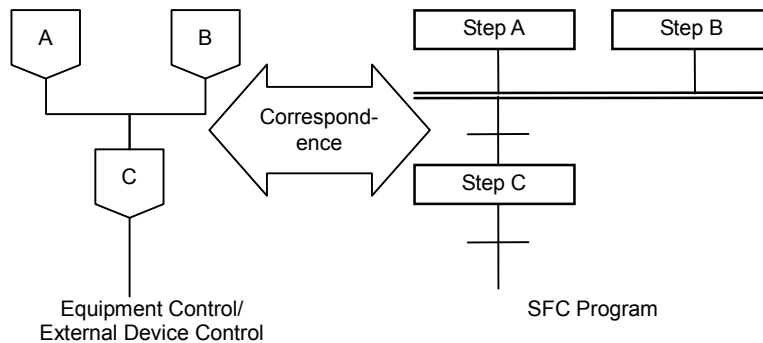 A
B
Step A
Step B
Correspond-
ence
C
Step C
Equipment Control/
External Device Control
SFC Program